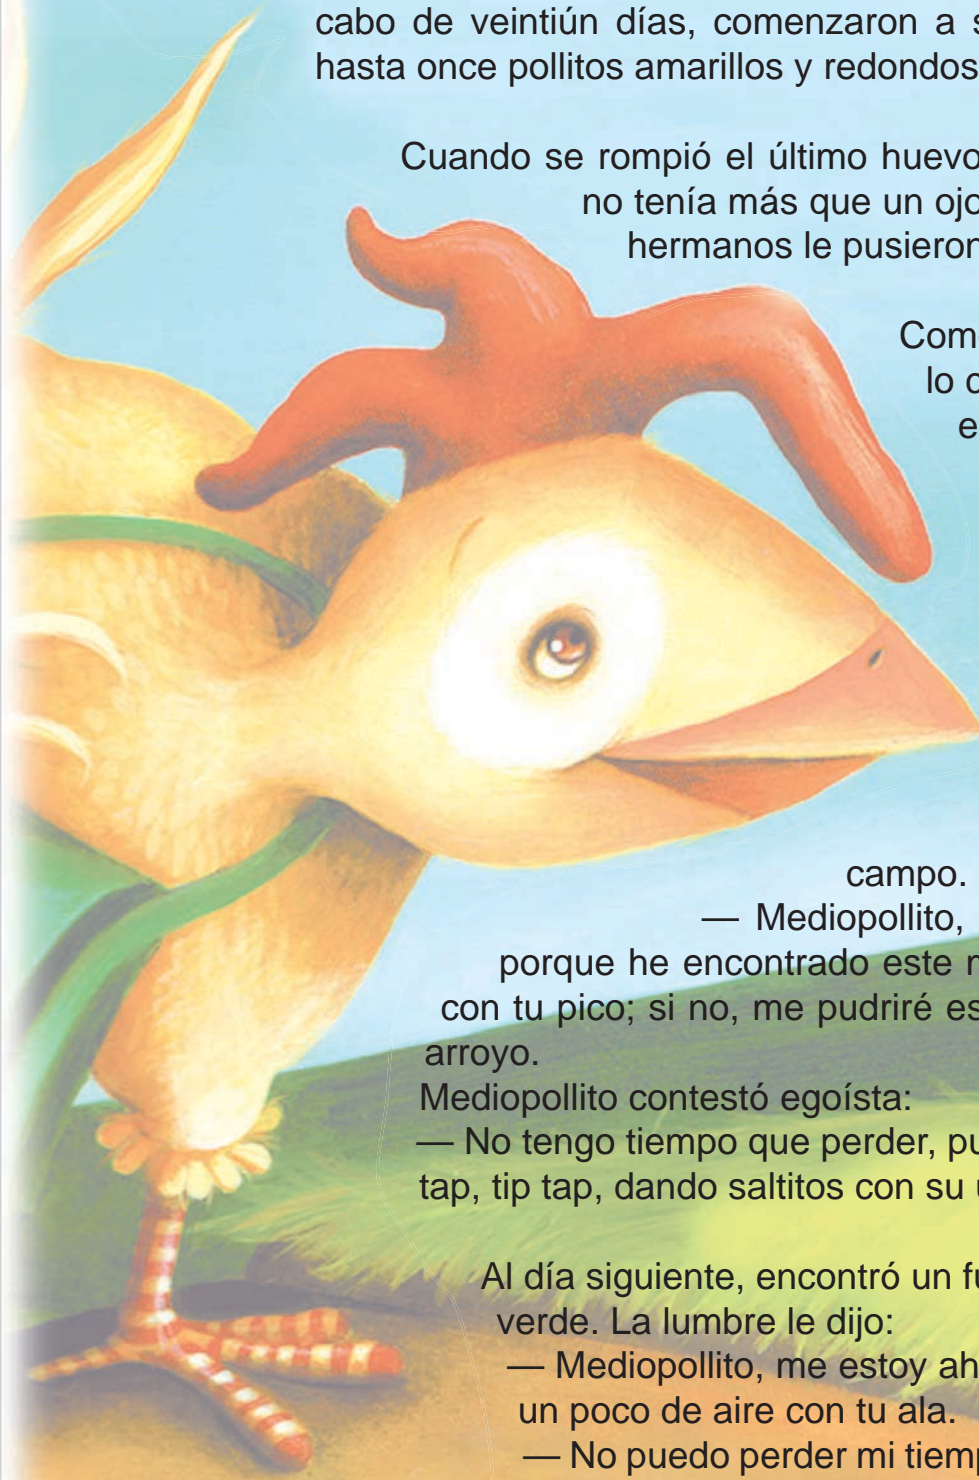 cabo de veintiún días, comenzaron a
hasta once pollitos amarillos y redondos
Cuando se rompió el último huevo
no tenía más que un ojo
hermanos le pusieron
Com
lo
e
campo.
— Mediopollito,
porque he encontrado este
con tu pico; si no, me pudriré
arroyo.
Mediopollito contestó egoísta:
— No tengo tiempo que perder,
tap, tip tap, dando saltitos con su
Al día siguiente, encontró un
verde. La lumbre le dijo:
— Mediopollito, me estoy
un poco de aire con tu ala.
— No puedo perder mi